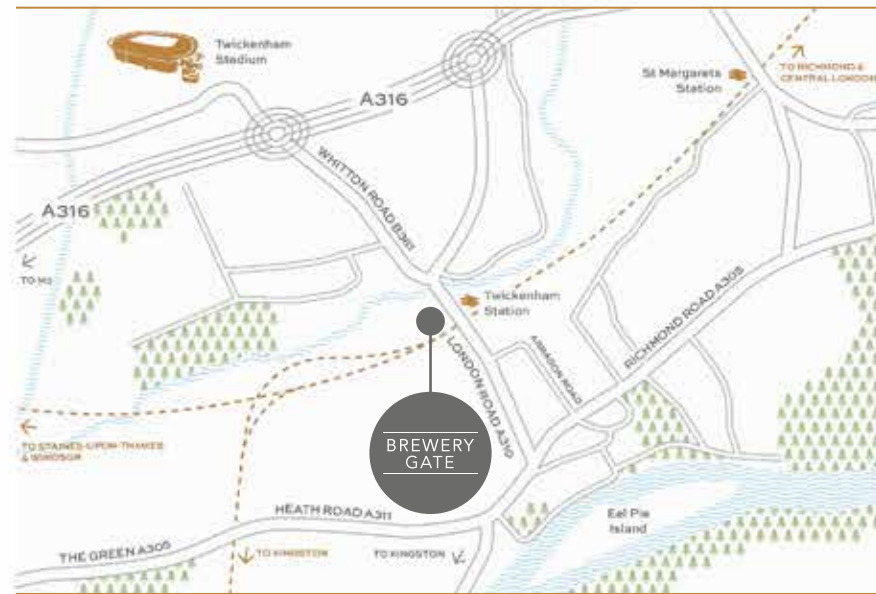 Twickenham
Stadium
St Margarets
Station
TO RICHMOND &
CENTRAL LONDON
A316
WHITTON ROAD B361
A316
TO M3
Twickenham
Station
RICHMOND ROAD A305
ARRAGON ROAD
LONDON ROAD A310
BREWERY
GATE
TO STAINES-UPON-THAMES
& WINDSOR
HEATH ROAD A311
Eel Pie
Island
THE GREEN A305
TO KINGSTON
TO KINGSTON